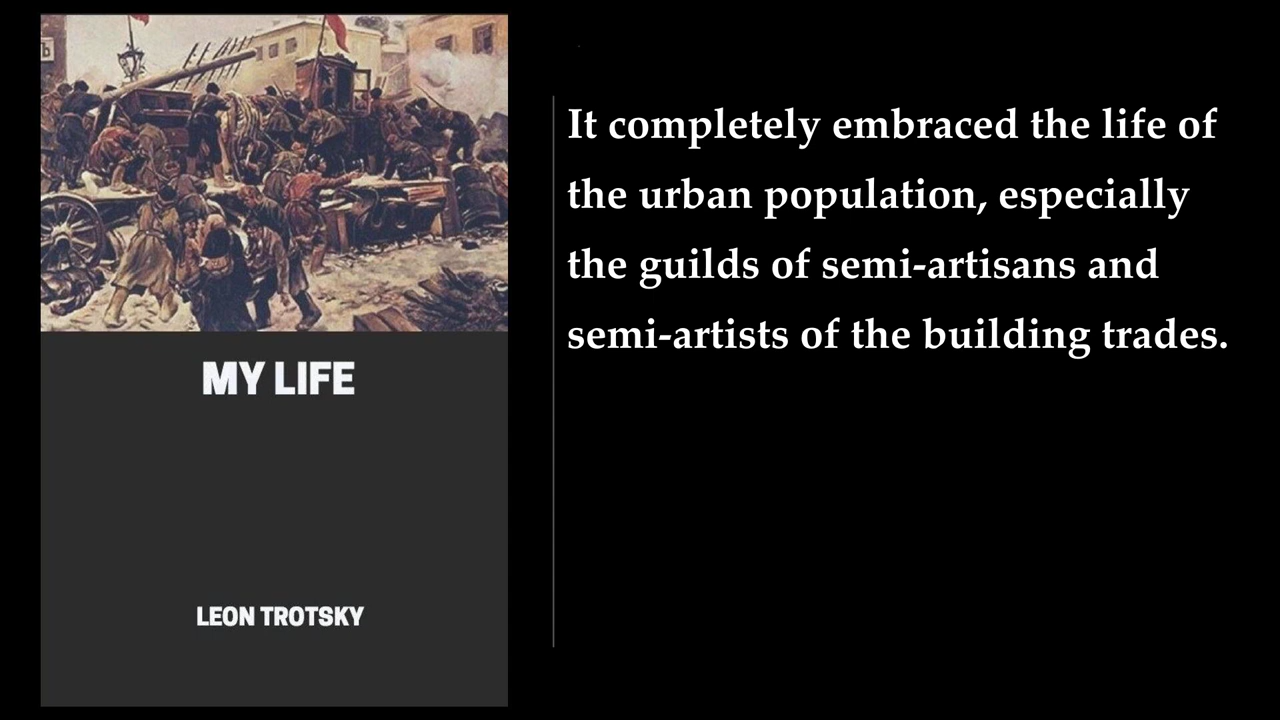 Ъ
MY LIFE
LEON TROTSKY
It completely embraced the life of
the urban population, especially
the guilds of semi-artisans and
semi-artists of the building trades.